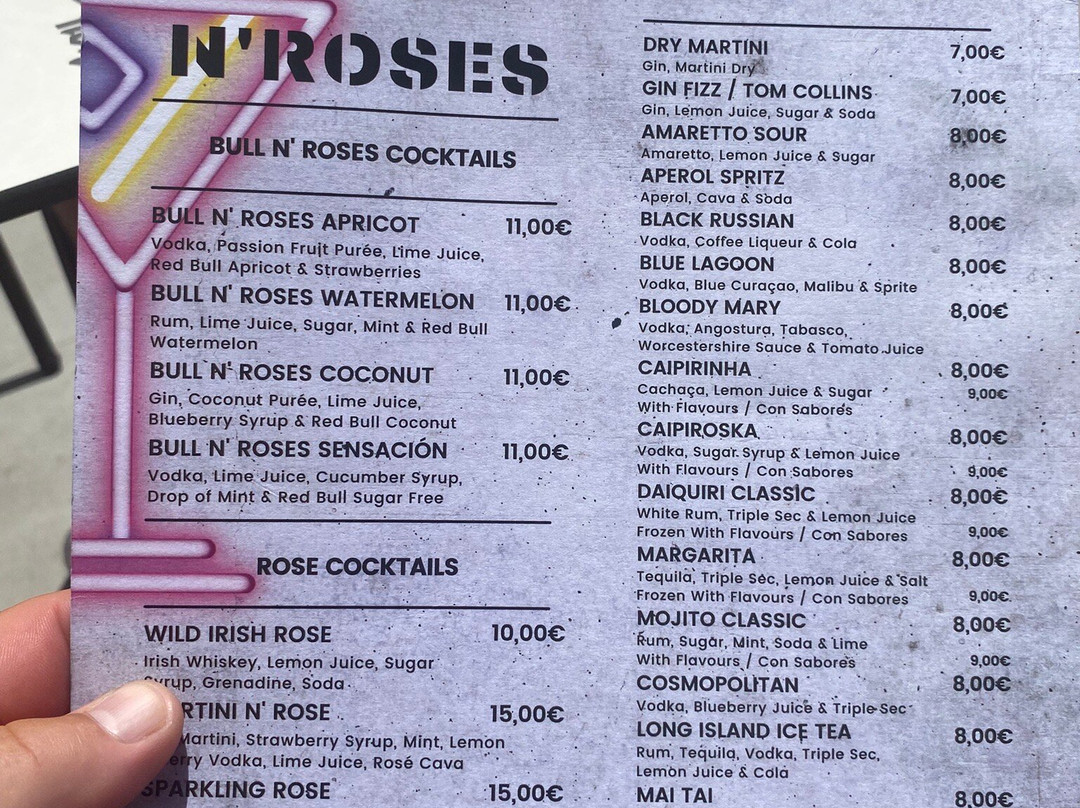 N'ROSES
BULL N' ROSES COCKTAILS
BULL N' ROSES APRICOT 11,00€
Vodka, Passion Fruit Purée, Lime Juice,
Red Bull Apricot & Strawberries
BULL N' ROSES WATERMELON 11,00€
Rum, Lime Juice, Sugar, Mint & Red Bull
Watermelon
BULL N' ROSES COCONUT 11,00€
Gin, Coconut Purée, Lime Juice,
Blueberry Syrup & Red Bull Coconut
BULL N' ROSES SENSACIÓN 11,00€
Vodka, Lime Juice, Cucumber Syrup,
Drop of Mint & Red Bull Sugar Free
ROSE COCKTAILS
WILD IRISH ROSE 10,00€
Irish Whiskey, Lemon Juice, Sugar
Syrup, Grenadine, Soda
RTINI N' ROSE 15,00€
Martini, Strawberry Syrup, Mint, Lemon
erry Vodka, Lime Juice, Rosé Cava
SPARKLING ROSE 15,00€
DRY MARTINI 7,00€
Gin, Martini Dry
GIN FIZZ / TOM COLLINS 7,00€
Gin, Lemon Juice, Sugar & Soda
AMARETTO SOUR 8,00€
Amaretto, Lemon Juice & Sugar
APEROL SPRITZ 8,00€
Aperol, Cava & Soda
BLACK RUSSIAN 8,00€
Vodka, Coffee Liqueur & Cola
BLUE LAGOON 8,00€
Vodka, Blue Curaçao, Malibu & Sprite
BLOODY MARY 8,00€
Vodka, Angostura, Tabasco,
Worcestershire Sauce & Tomato Juice
CAIPIRINHA 8,00€
Cachaça, Lemon Juice & Sugar 9,00€
With Flavours / Con Sabores
CAIPIROSKA 8,00€
Vodka, Sugar Syrup & Lemon Juice
With Flavours / Con Sabores 9,00€
DAIQUIRI CLASSIC 8,00€
White Rum, Triple Sec & Lemon Juice
Frozen With Flavours / Con Sabores 9,00€
MARGARITA 8,00€
Tequila, Triple Sec, Lemon Juice & Salt
Frozen With Flavours / Con Sabores 9,00€
MOJITO CLASSIC 8,00€
Rum, Sugar, Mint, Soda & Lime
With Flavours / Con Sabores 9,00€
COSMOPOLITAN 8,00€
Vodka, Blueberry Juice & Triple Sec
LONG ISLAND ICE TEA 8,00€
Rum, Tequila, Vodka, Triple Sec,
Lemon Juice & Cola
MAI TAI 8,00€